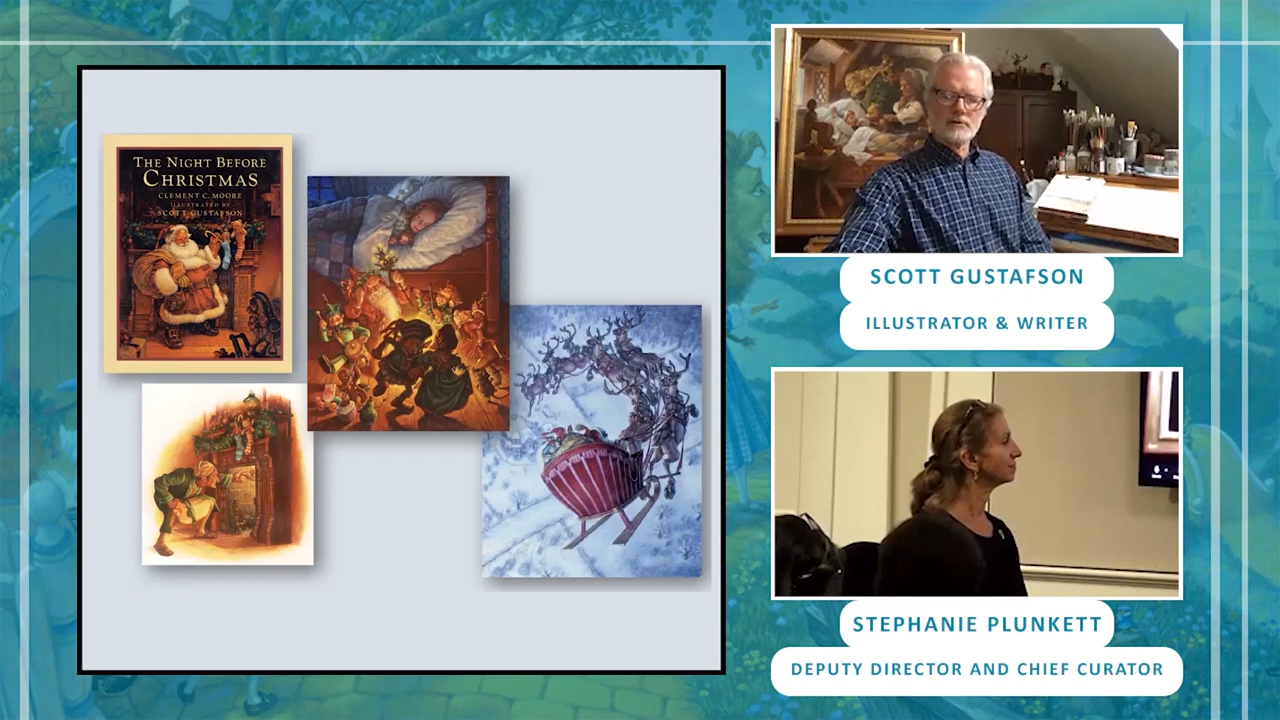 THE NIGHT BEFORE
CHRISTMAS
CLEMENT C. MOORE
ILLUSTRATED BY
SCOTT GUSTAFSON
SCOTT GUSTAFSON
ILLUSTRATOR & WRITER
STEPHANIE PLUNKETT
DEPUTY DIRECTOR AND CHIEF CURATOR